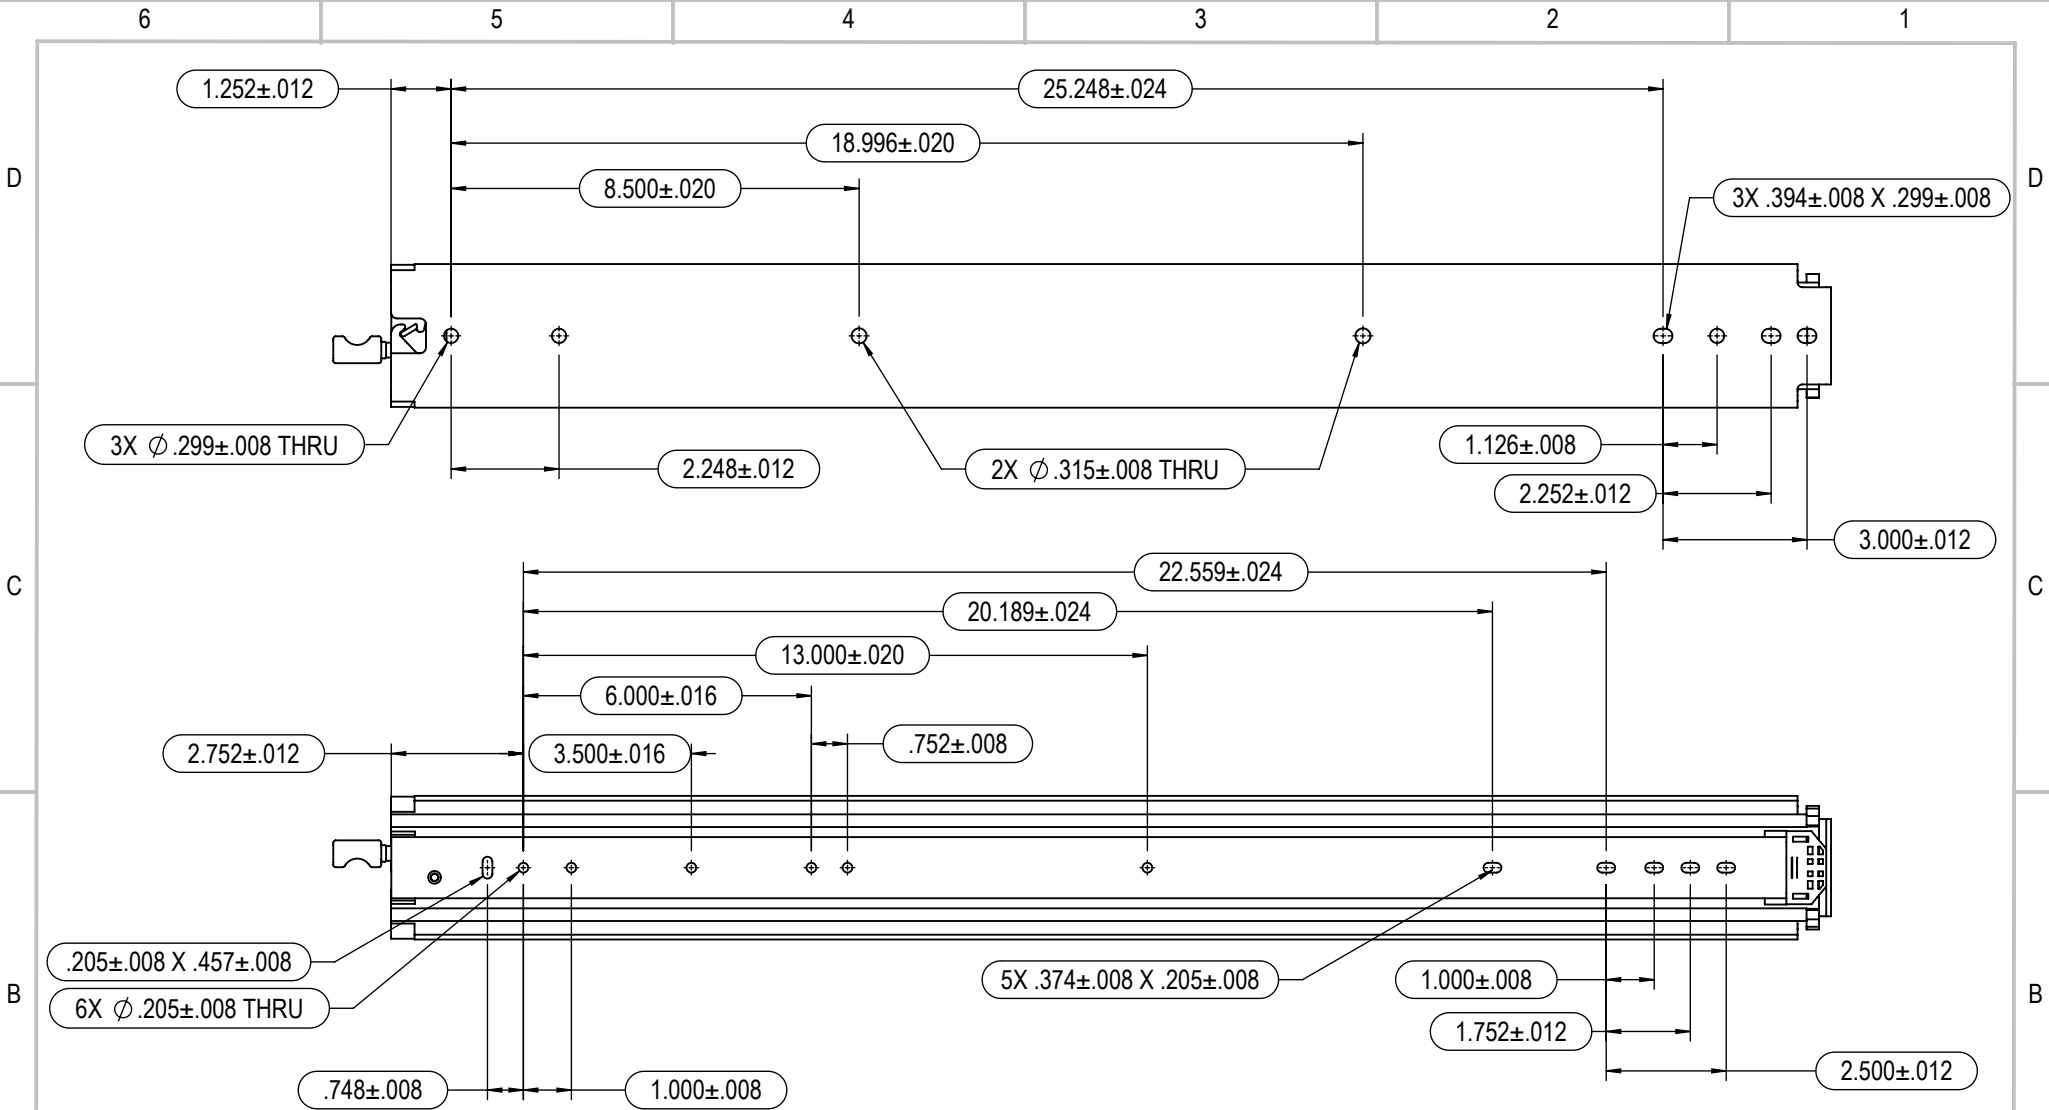 6 5 4 3 2 1
1.252±.012
25.248±.024
18.996±.020
D
D
8.500±.020
3X .394±.008 X .299±.008
3X ∅ .299±.008 THRU
2.248±.012
2X ∅ .315±.008 THRU
1.126±.008
2.252±.012
3.000±.012
22.559±.024
C
C
20.189±.024
13.000±.020
6.000±.016
2.752±.012
3.500±.016
.752±.008
.205±.008 X .457±.008
5X .374±.008 X .205±.008
1.000±.008
B
B
6X ∅ .205±.008 THRU
1.752±.012
2.500±.012
.748±.008
1.000±.008